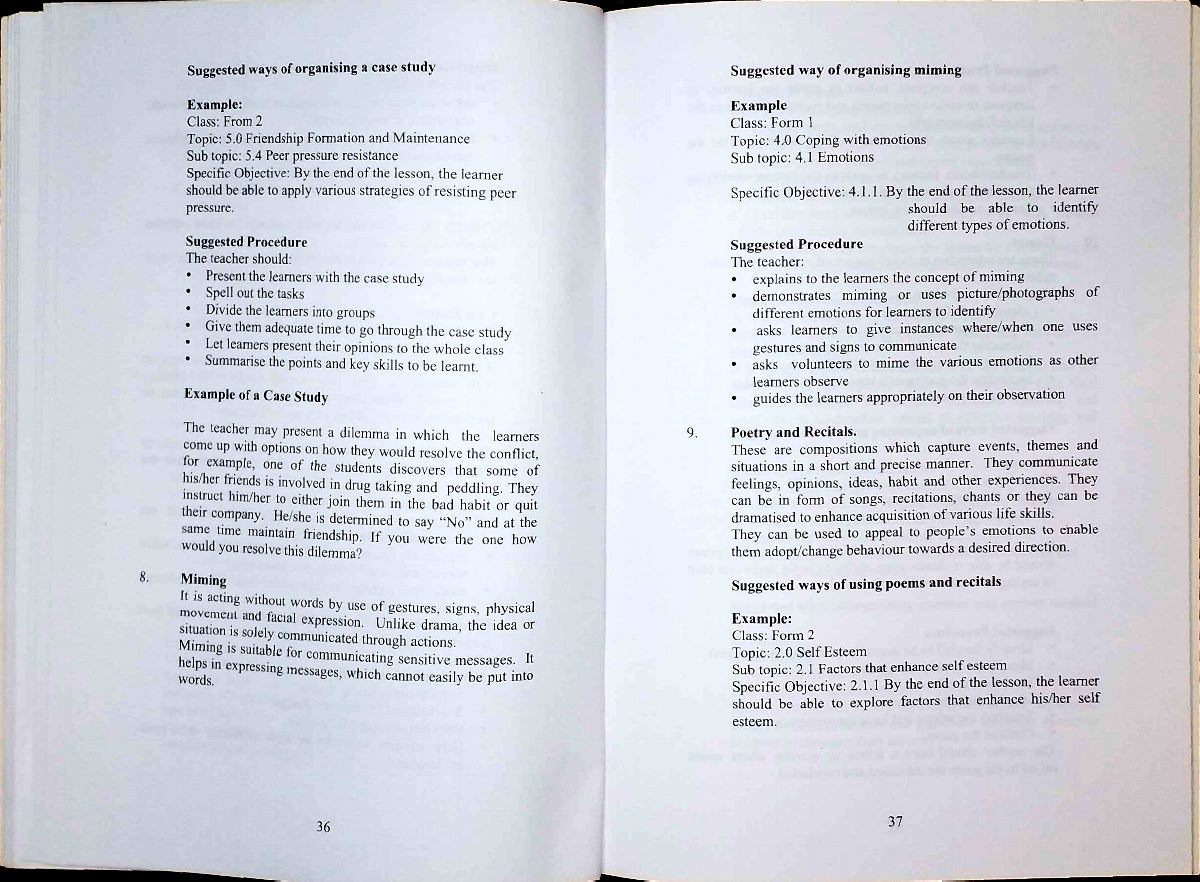 Suggested ways of organising a case study
Example:
Class: From 2
Topic: 5.0 Friendship Formation and Maintenance
Sub topic: 5.4 Peer pressure resistance
Specific Objective: By the end of the lesson, the learner
should be able to apply various strategies of resisting peer
pressure.
Suggested Procedure
The teacher should:
• Present the learners with the case study
• Spell out the tasks
• Divide the learners into groups
• Give them adequate time to go through the case study
• Let learners present their opinions to the whole class
• Summarise the points and key skills to be learnt.
Example of a Case Study
The teacher may present a dilemma in which the learners
come up with options on how they would resolve the conflict,
for example, one of the students discovers that some of
his/her friends is involved in drug taking and peddling. They
instruct him/her to either join them in the bad habit or quit
their company. He/she is determined to say “No” and at the
same time maintain friendship. If you were the one how
would you resolve this dilemma?
8. Miming
It is acting without words by use of gestures, signs, physical
movement and facial expression. Unlike drama, the idea or
situation is solely communicated through actions.
Miming is suitable for communicating sensitive messages. It
helps in expressing messages, which cannot easily be put into
words.
36
Suggested way of organising miming
Example
Class: Form 1
Topic: 4.0 Coping with emotions
Sub topic: 4.1 Emotions
Specific Objective: 4.1.1. By the end of the lesson, the learner
should be able to identify
different types of emotions.
Suggested Procedure
The teacher:
• explains to the learners the concept of miming
• demonstrates miming or uses picture/photographs of
different emotions for learners to identify
• asks learners to give instances where/when one uses
gestures and signs to communicate
• asks volunteers to mime the various emotions as other
learners observe
• guides the learners appropriately on their observation
9. Poetry and Recitals.
These are compositions which capture events, themes and
situations in a short and precise manner. They communicate
feelings, opinions, ideas, habit and other experiences. They
can be in form of songs, recitations, chants or they can be
dramatised to enhance acquisition of various life skills.
They can be used to appeal to people’s emotions to enable
them adopt/change behaviour towards a desired direction.
Suggested ways of using poems and recitals
Example:
Class: Form 2
Topic: 2.0 Self Esteem
Sub topic: 2.1 Factors that enhance self esteem
Specific Objective: 2.1.1 By the end of the lesson, the learner
should be able to explore factors that enhance his/her self
esteem.
37